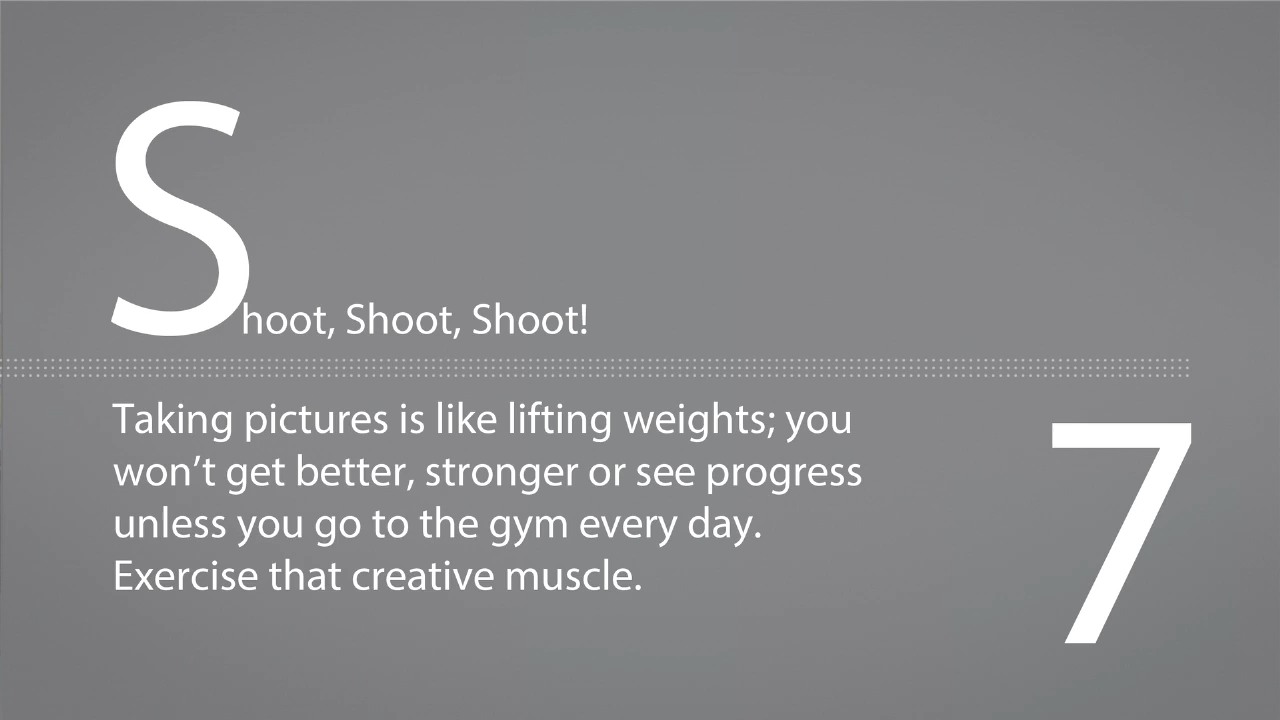 Shoot, Shoot, Shoot!
Taking pictures is like lifting weights; you
won’t get better, stronger or see progress
unless you go to the gym every day.
Exercise that creative muscle.
7